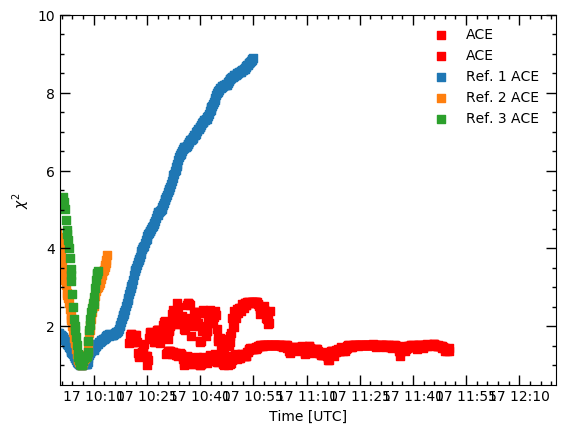 10
8
6
4
2
χ²
ACE
ACE
Ref. 1 ACE
Ref. 2 ACE
Ref. 3 ACE
17 10:10 17 10:25 17 10:40 17 10:55 17 11:10 17 11:25 17 11:40 17 11:55 17 12:10
Time [UTC]